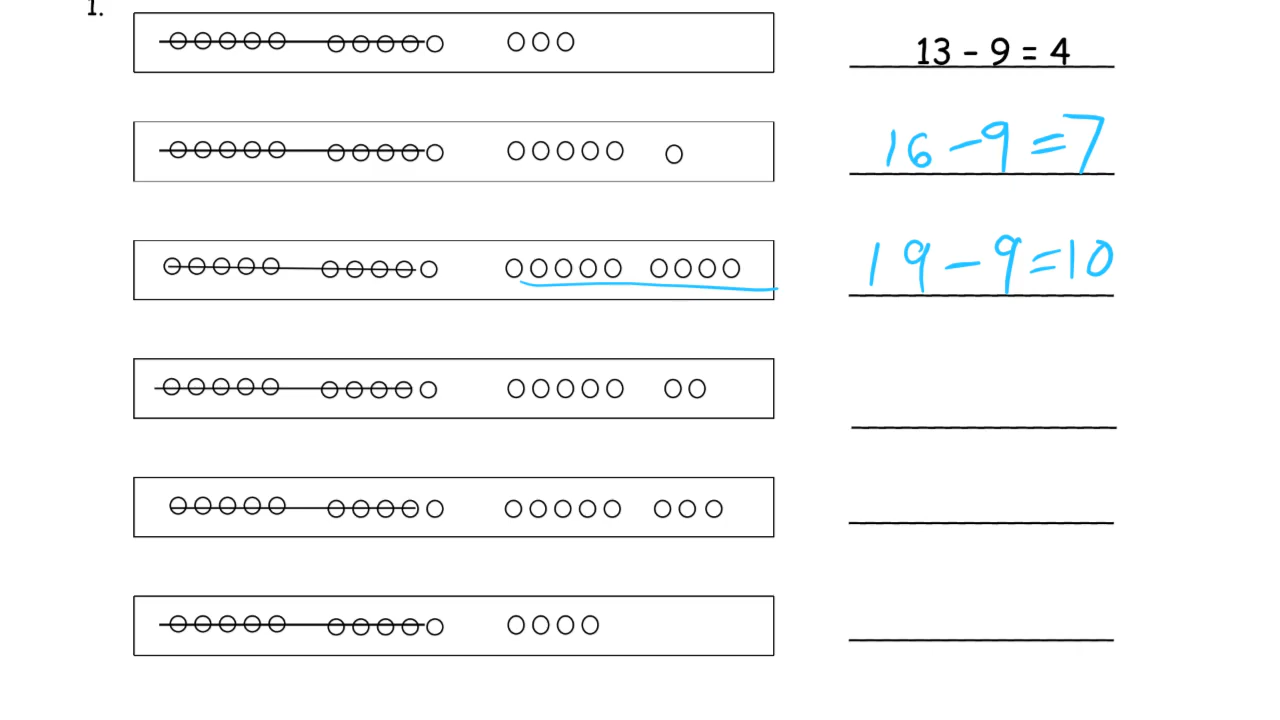 1.
13 – 9 = 4
16 – 9 = 7
19 – 9 = 10